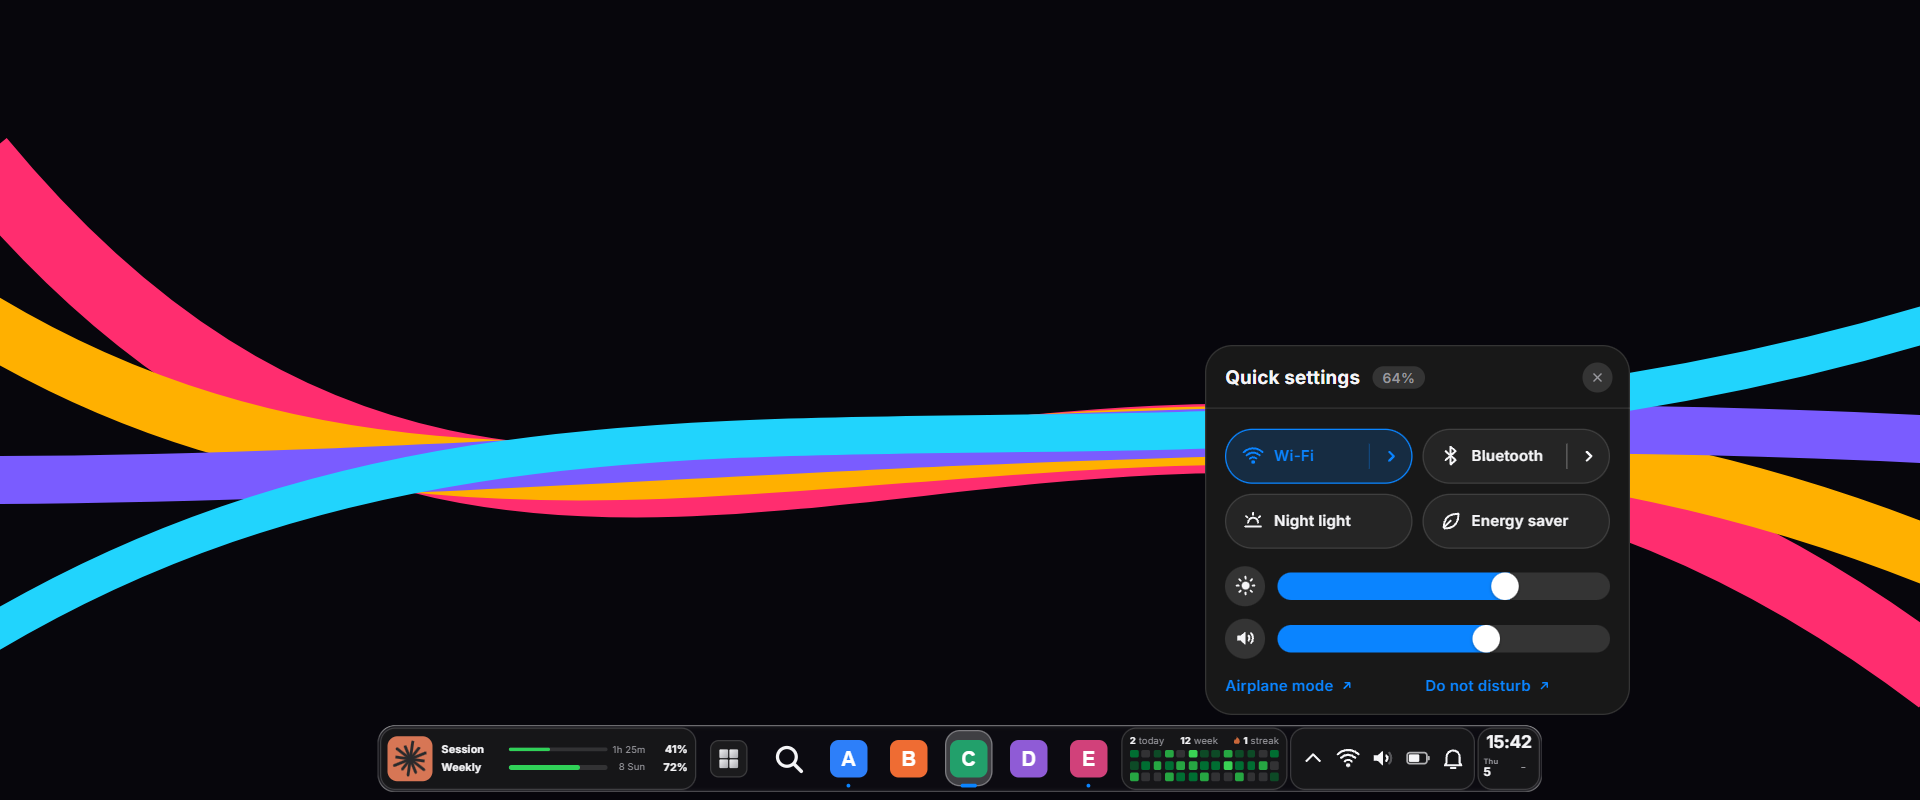 Quick settings 64%
Wi-Fi
Bluetooth
Night light
Energy saver
Airplane mode
Do not disturb
Session 1h 25m 41%
Weekly 8 Sun 72%
A
B
C
D
E
2 today 12 week 1 streak
15:42
Thu
5 –